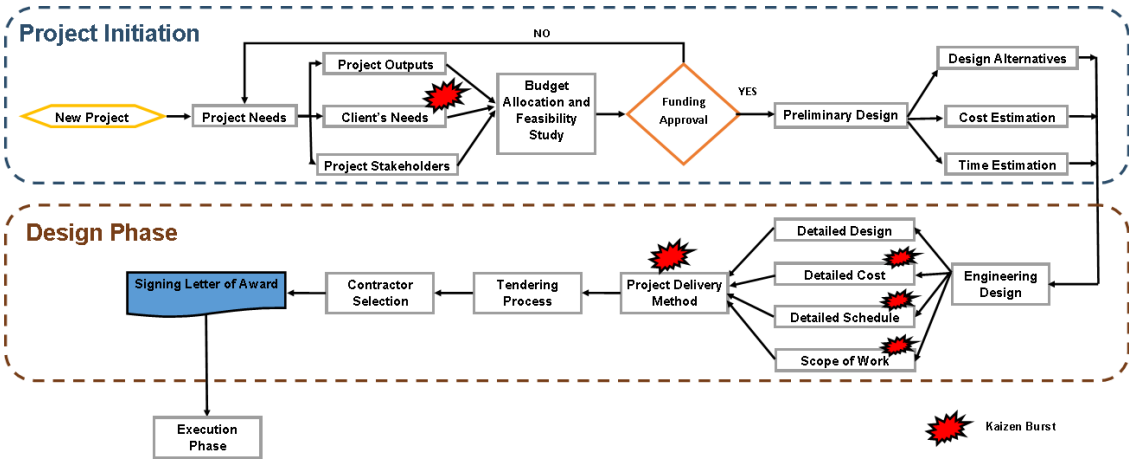 Project Initiation
NO
Project Outputs
Design Alternatives
Budget
Allocation and
Feasibility
Study
Funding
Approval
YES
New Project
Project Needs
Client's Needs
Preliminary Design
Cost Estimation
Project Stakeholders
Time Estimation
Design Phase
Detailed Design
Signing Letter of Award
Contractor
Selection
Tendering
Process
Project Delivery
Method
Detailed Cost
Engineering
Design
Detailed Schedule
Scope of Work
Execution
Phase
Kaizen Burst